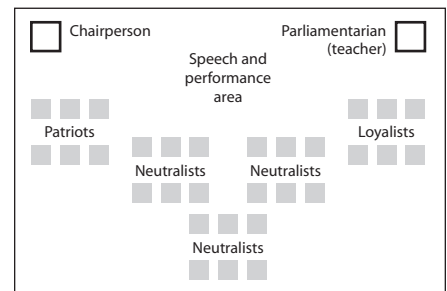 Chairperson
Parliamentarian
(teacher)
Speech and
performance
area
Patriots
Loyalists
Neutralists
Neutralists
Neutralists